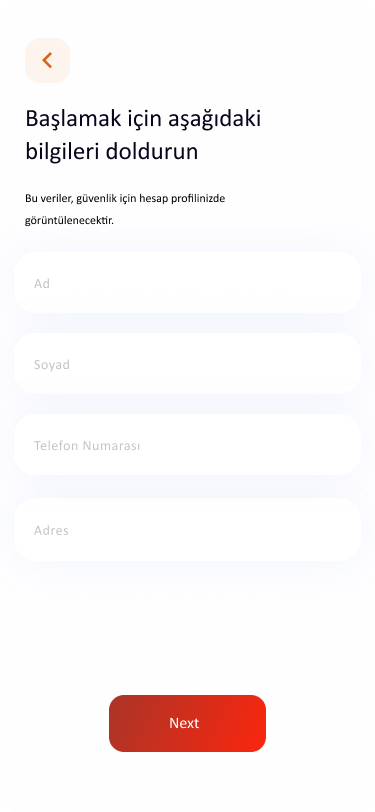 Başlamak için aşağıdaki
bilgileri doldurun
Bu veriler, güvenlik için hesap profilinizde
görüntülenecektir.
Ad
Soyad
Telefon Numarası
Adres
Next